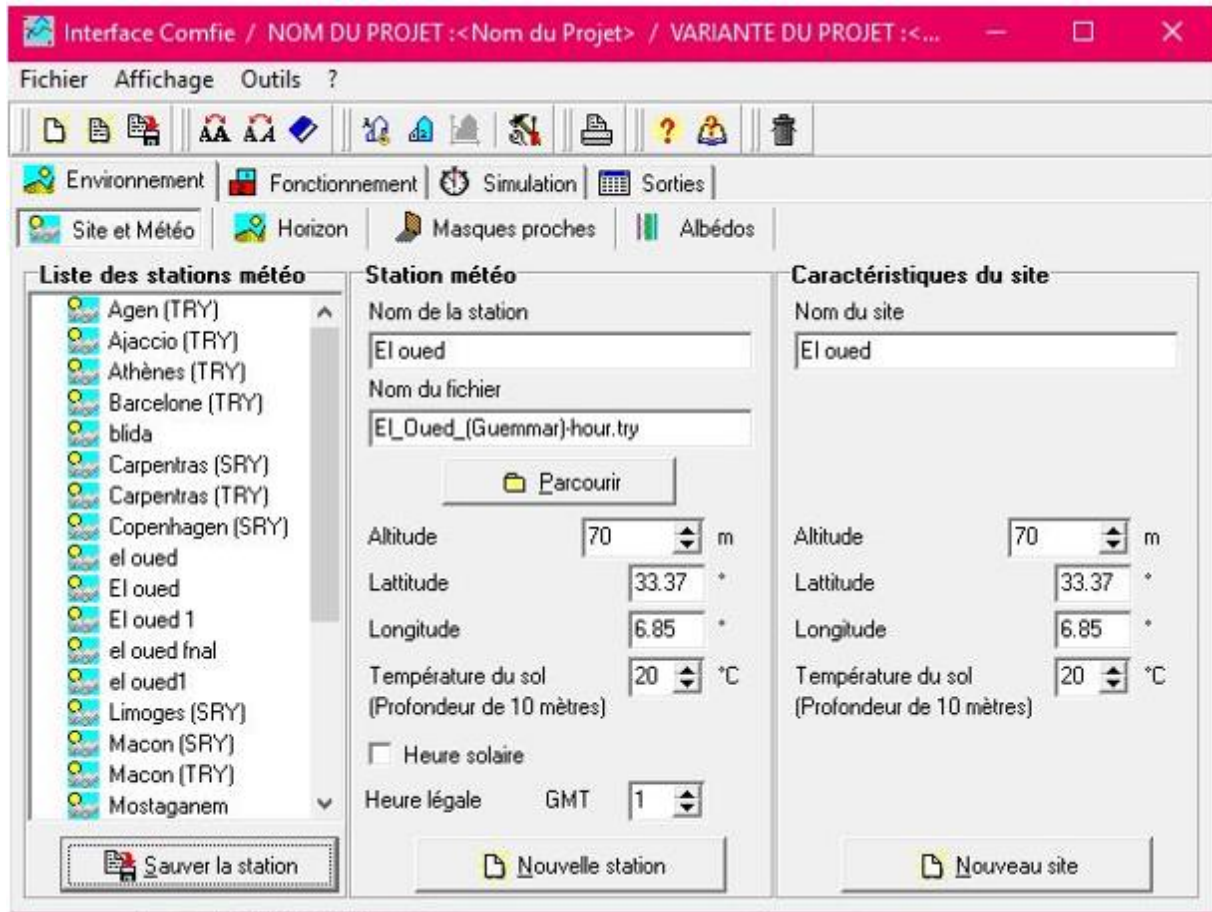 Interface Comfie / NOM DU PROJET :<Nom du Projet> / VARIANTE DU PROJET :<...
Fichier Affichage Outils ?
Environnement Fonctionnement Simulation Sorties
Site et Météo Horizon Masques proches Albédos
Liste des stations météo
Agen (TRY)
Ajaccio (TRY)
Athènes (TRY)
Barcelone (TRY)
blida
Carpentras (SRY)
Carpentras (TRY)
Copenhagen (SRY)
el oued
El oued
El oued 1
el oued fnal
el oued1
Limoges (SRY)
Macon (SRY)
Macon (TRY)
Mostaganem
Sauver la station
Station météo
Nom de la station
El oued
Nom du fichier
El_Oued_(Guemmar)-hour.try
Parcourir
Altitude 70 m
Lattitude 33.37 °
Longitude 6.85 °
Température du sol 20 °C
(Profondeur de 10 mètres)
Heure solaire
Heure légale GMT 1
Nouvelle station
Caractéristiques du site
Nom du site
El oued
Altitude 70 m
Lattitude 33.37 °
Longitude 6.85 °
Température du sol 20 °C
(Profondeur de 10 mètres)
Nouveau site